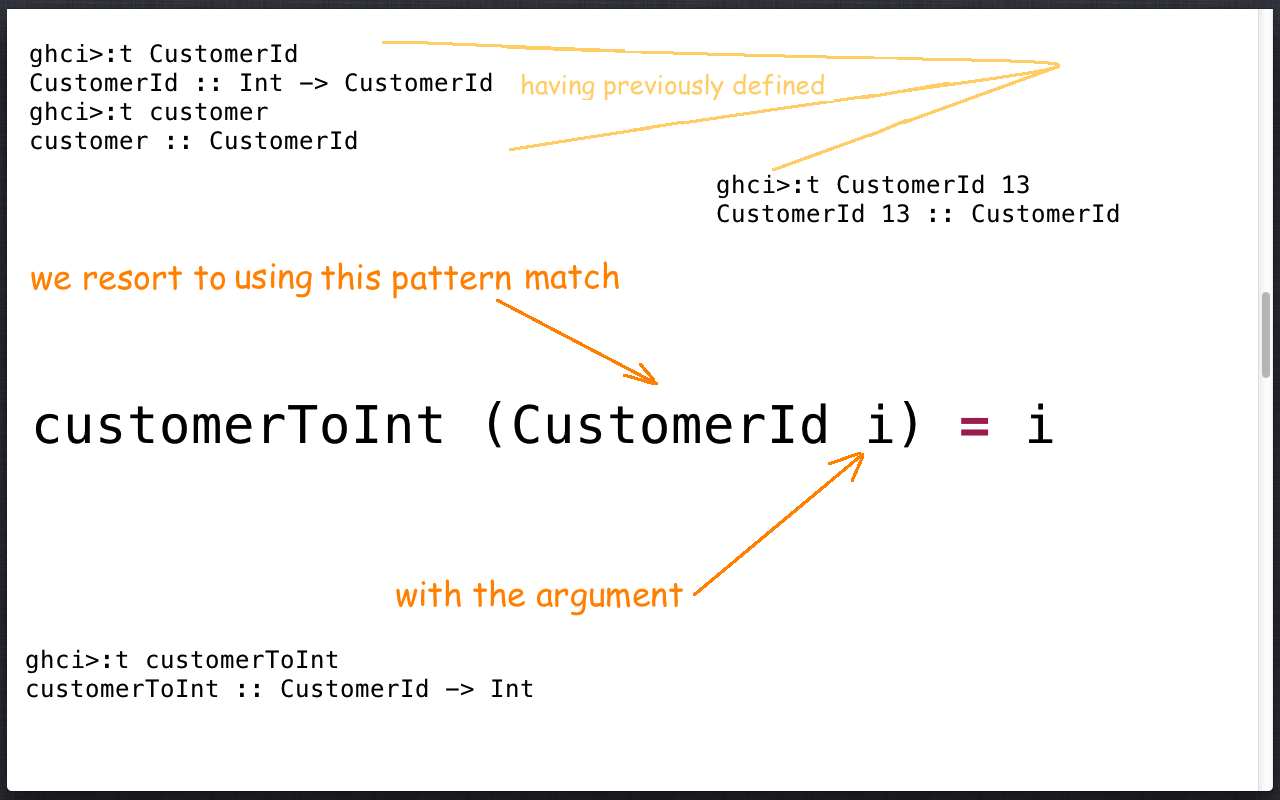 ghci>:t CustomerId
CustomerId :: Int -> CustomerId
having previously defined
ghci>:t customer
customer :: CustomerId
ghci>:t CustomerId 13
CustomerId 13 :: CustomerId
we resort to using this pattern match
customerToInt (CustomerId i) = i
with the argument
ghci>:t customerToInt
customerToInt :: CustomerId -> Int